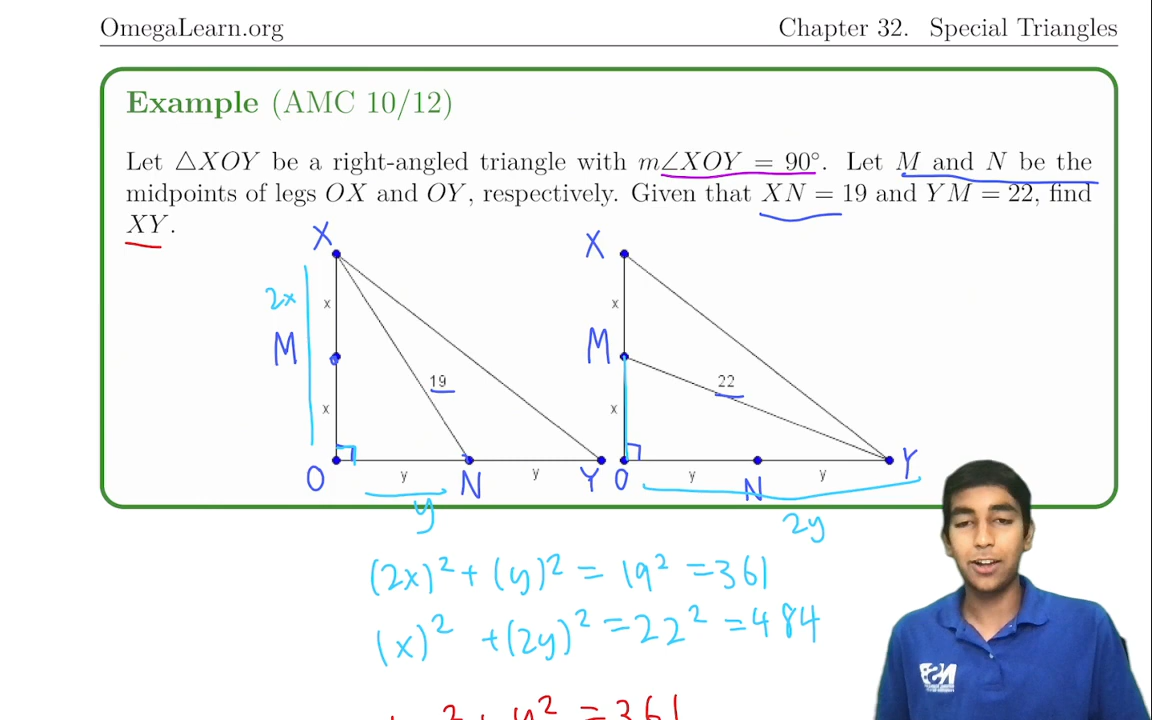 OmegaLearn.org
Chapter 32. Special Triangles
Example (AMC 10/12)
Let △XOY be a right-angled triangle with m∠XOY = 90°. Let M and N be the
midpoints of legs OX and OY, respectively. Given that XN = 19 and YM = 22, find
XY.
X
X
2x
x
x
M
M
19
22
x
x
O
y
N
y
Y
O
y
N
y
Y
y
2y
(2x)² + (y)² = 19² = 361
(x)² + (2y)² = 22² = 484
y² = 361